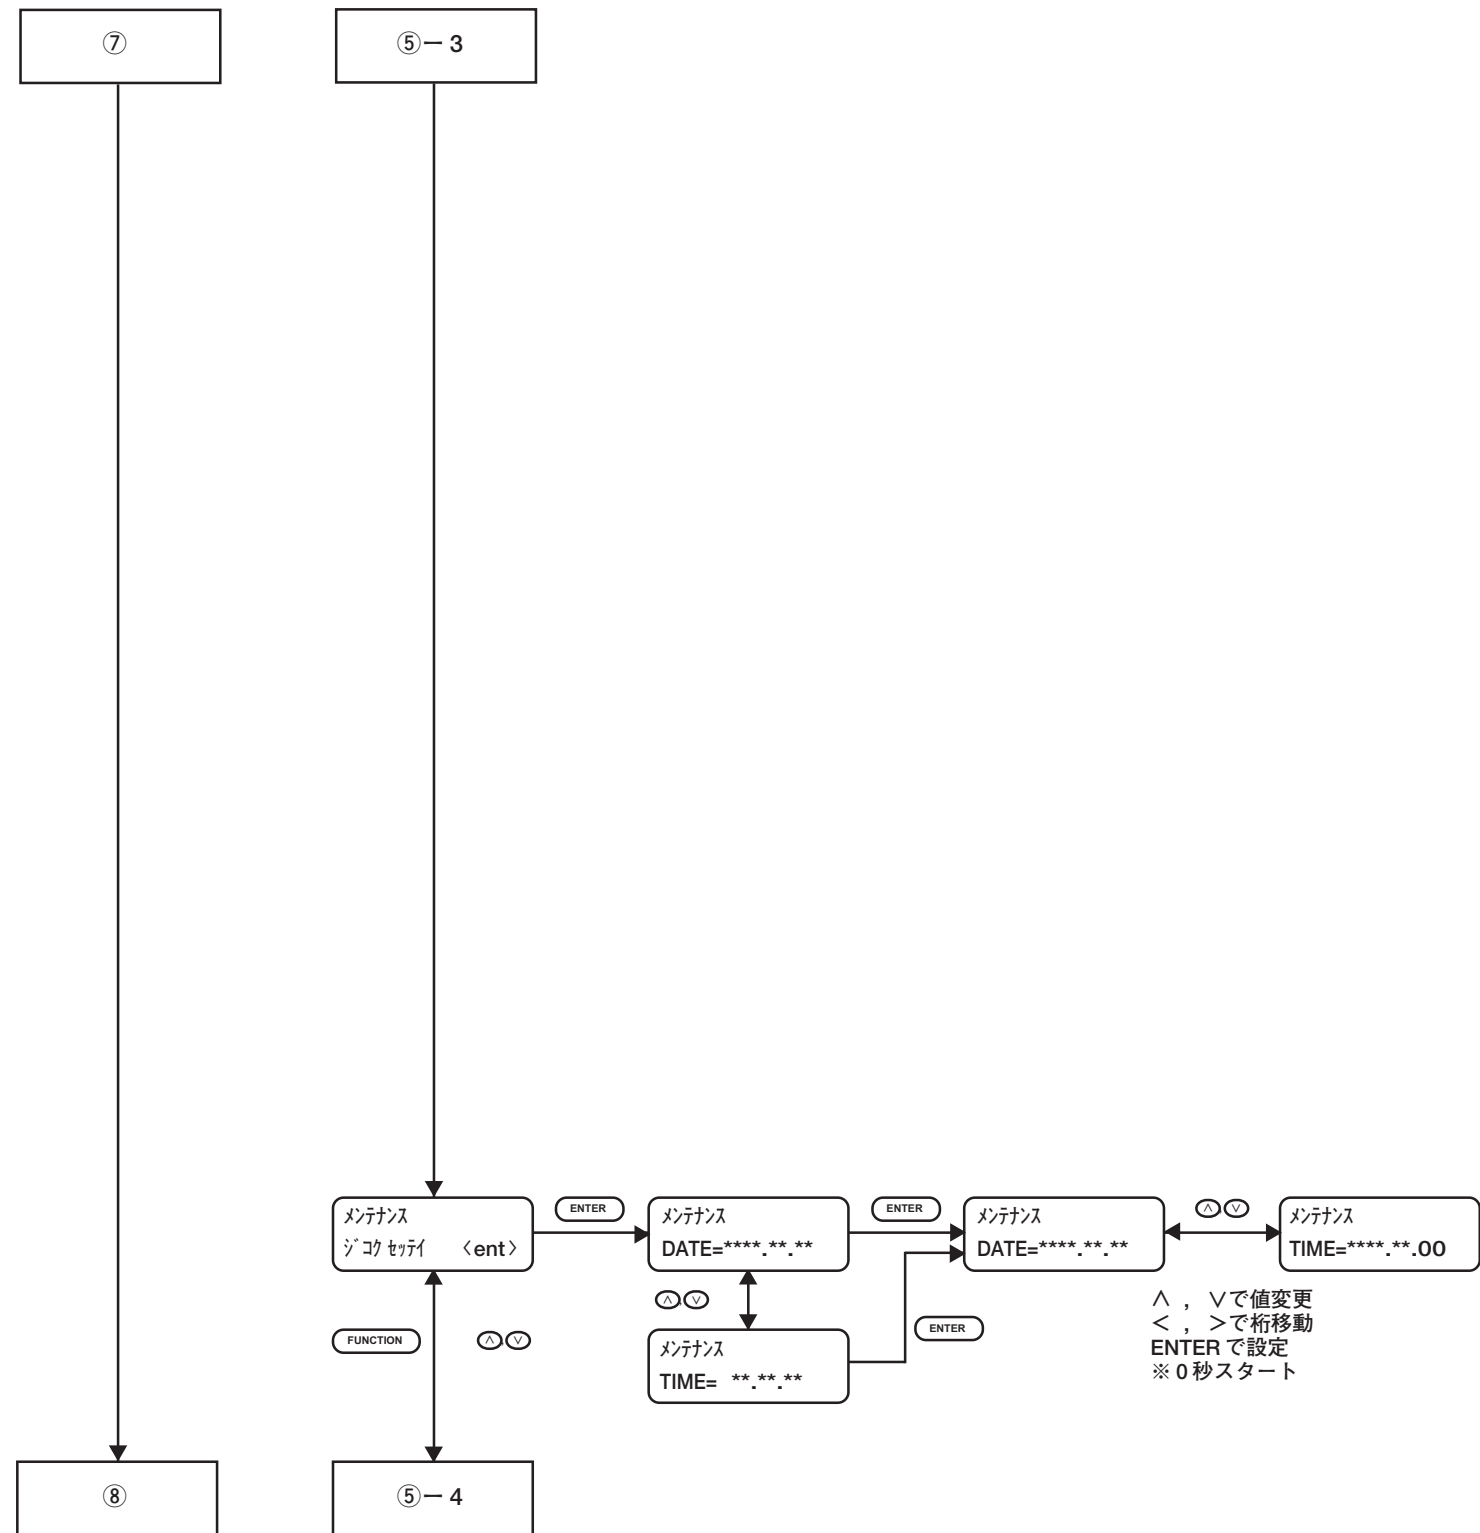 ⑦
⑤ー 3
ﾒﾝﾃﾅﾝｽ
ｼﾞｺｸ ｾｯﾃｲ 〈ent〉
ENTER
ﾒﾝﾃﾅﾝｽ
DATE=****.**.**
ENTER
ﾒﾝﾃﾅﾝｽ
DATE=****.**.**
∧,∨
ﾒﾝﾃﾅﾝｽ
TIME=****.**.00
FUNCTION
∧,∨
∧,∨
ﾒﾝﾃﾅﾝｽ
TIME= **.**.**
ENTER
∧ , ∨で値変更
＜ , ＞で桁移動
ENTER で設定
※ 0 秒スタート
⑧
⑤ー 4